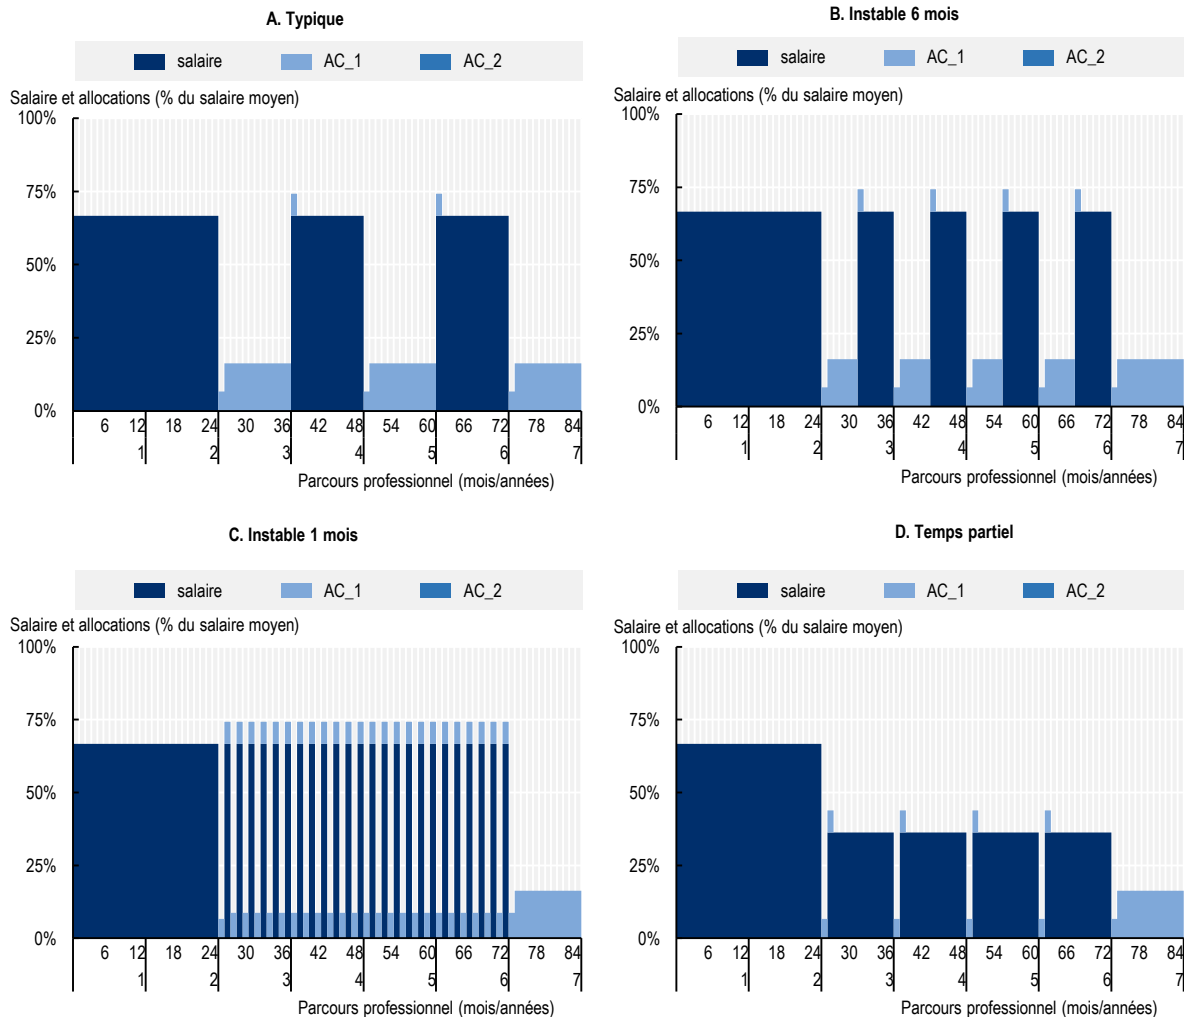 A. Typique
salaire AC_1 AC_2
Salaire et allocations (% du salaire moyen)
100%
75%
50%
25%
0%
6 12 18 24 30 36 42 48 54 60 66 72 78 84
1 2 3 4 5 6 7
Parcours professionnel (mois/années)
B. Instable 6 mois
salaire AC_1 AC_2
Salaire et allocations (% du salaire moyen)
100%
75%
50%
25%
0%
6 12 18 24 30 36 42 48 54 60 66 72 78 84
1 2 3 4 5 6 7
Parcours professionnel (mois/années)
C. Instable 1 mois
salaire AC_1 AC_2
Salaire et allocations (% du salaire moyen)
100%
75%
50%
25%
0%
6 12 18 24 30 36 42 48 54 60 66 72 78 84
1 2 3 4 5 6 7
Parcours professionnel (mois/années)
D. Temps partiel
salaire AC_1 AC_2
Salaire et allocations (% du salaire moyen)
100%
75%
50%
25%
0%
6 12 18 24 30 36 42 48 54 60 66 72 78 84
1 2 3 4 5 6 7
Parcours professionnel (mois/années)